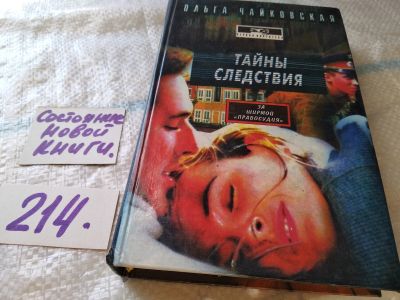 ОЛЬГА ЧАЙКОВСКАЯ
ТАЙНЫ
СЛЕДСТВИЯ
ЗА
ШИРМОЙ
«ПРАВОСУДИЯ»
Состояние
новой
книги.
214.